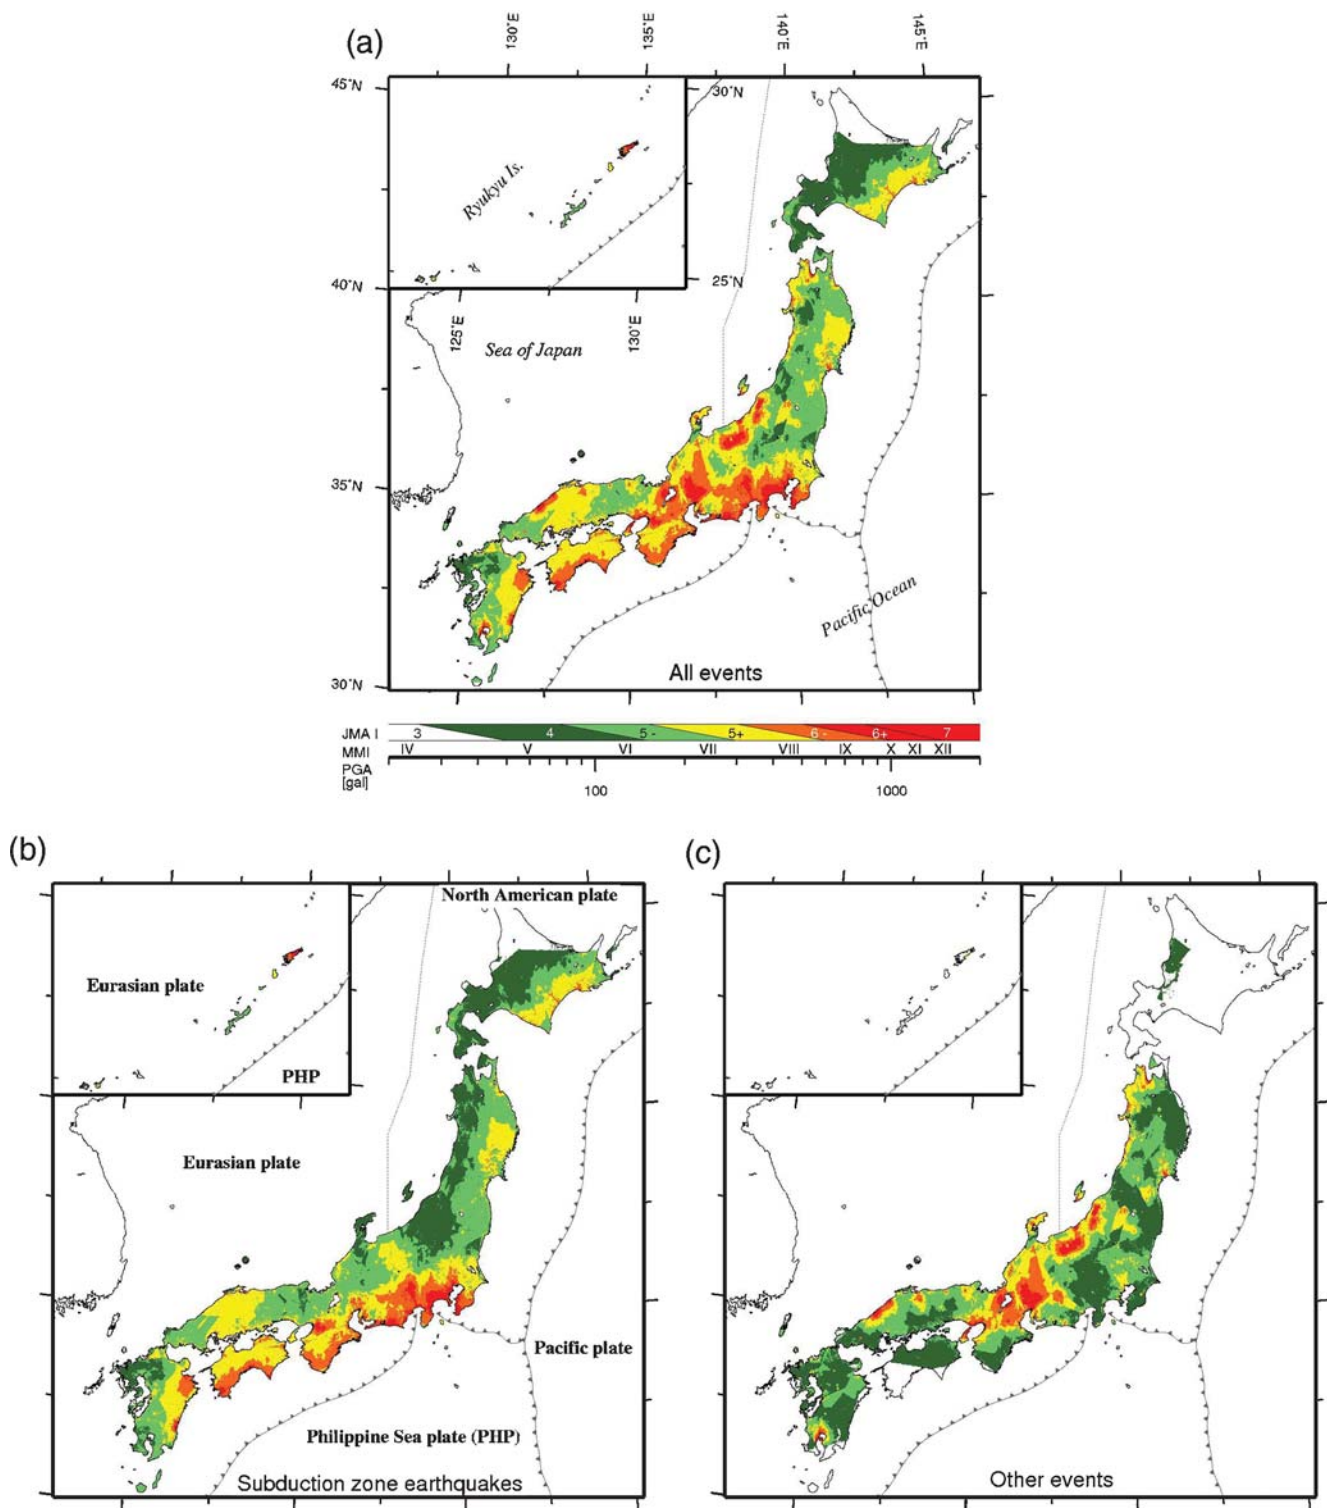 (a)
130°E
135°E
140°E
145°E
45°N
30°N
Ryukyu Is.
25°N
40°N
125°E
130°E
Sea of Japan
35°N
Pacific Ocean
30°N
All events
JMA I 3 4 5- 5+ 6- 6+ 7
MMI IV V VI VII VIII IX X XI XII
PGA
[gal]
100 1000
(b)
North American plate
Eurasian plate
PHP
Eurasian plate
Pacific plate
Philippine Sea plate (PHP)
Subduction zone earthquakes
(c)
Other events